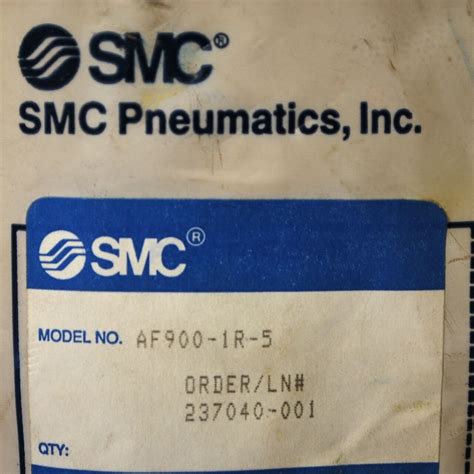 SMC®
SMC Pneumatics, Inc.
SMC®
MODEL NO. AF900-1R-5
ORDER/LN#
237040-001
QTY: